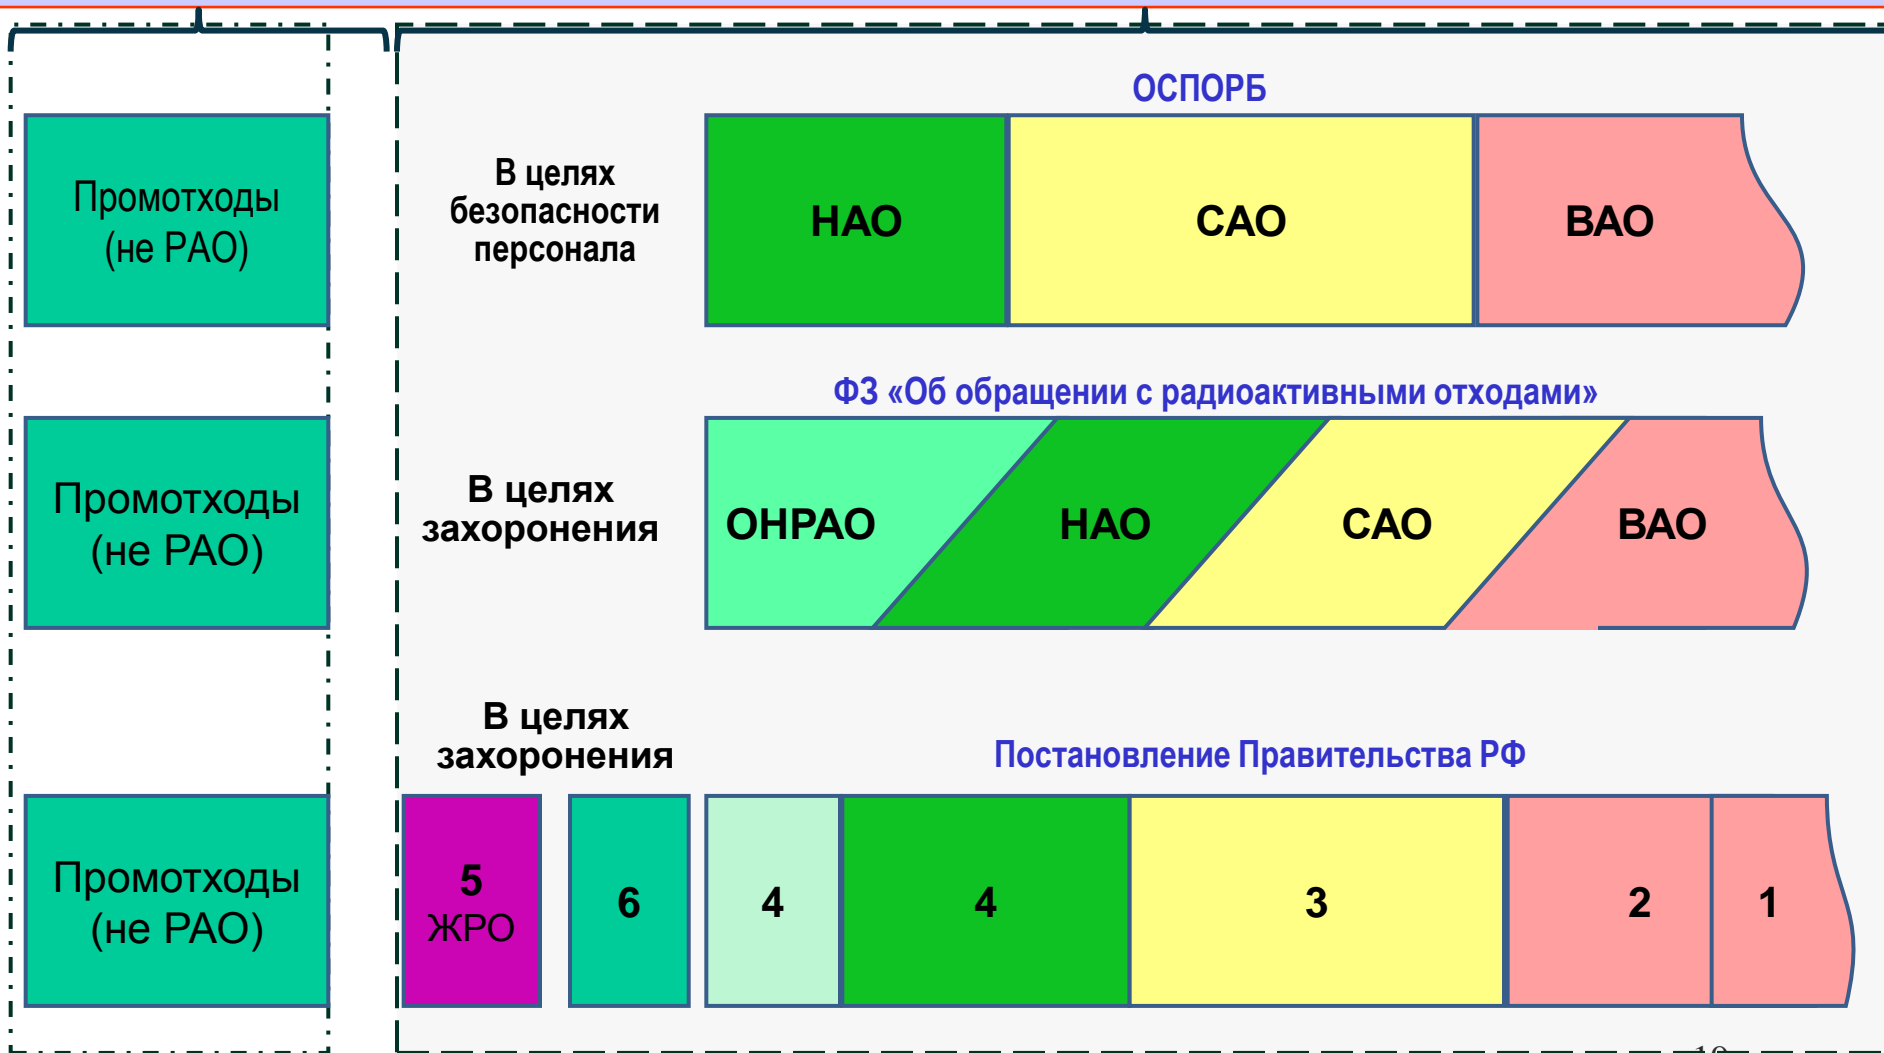 ОСПОРБ
Промотходы
(не РАО)
В целях
безопасности
персонала
НАО
САО
ВАО
ФЗ «Об обращении с радиоактивными отходами»
Промотходы
(не РАО)
В целях
захоронения
ОНРАО
НАО
САО
ВАО
В целях
захоронения
Постановление Правительства РФ
Промотходы
(не РАО)
5
ЖРО
6
4
4
3
2
1